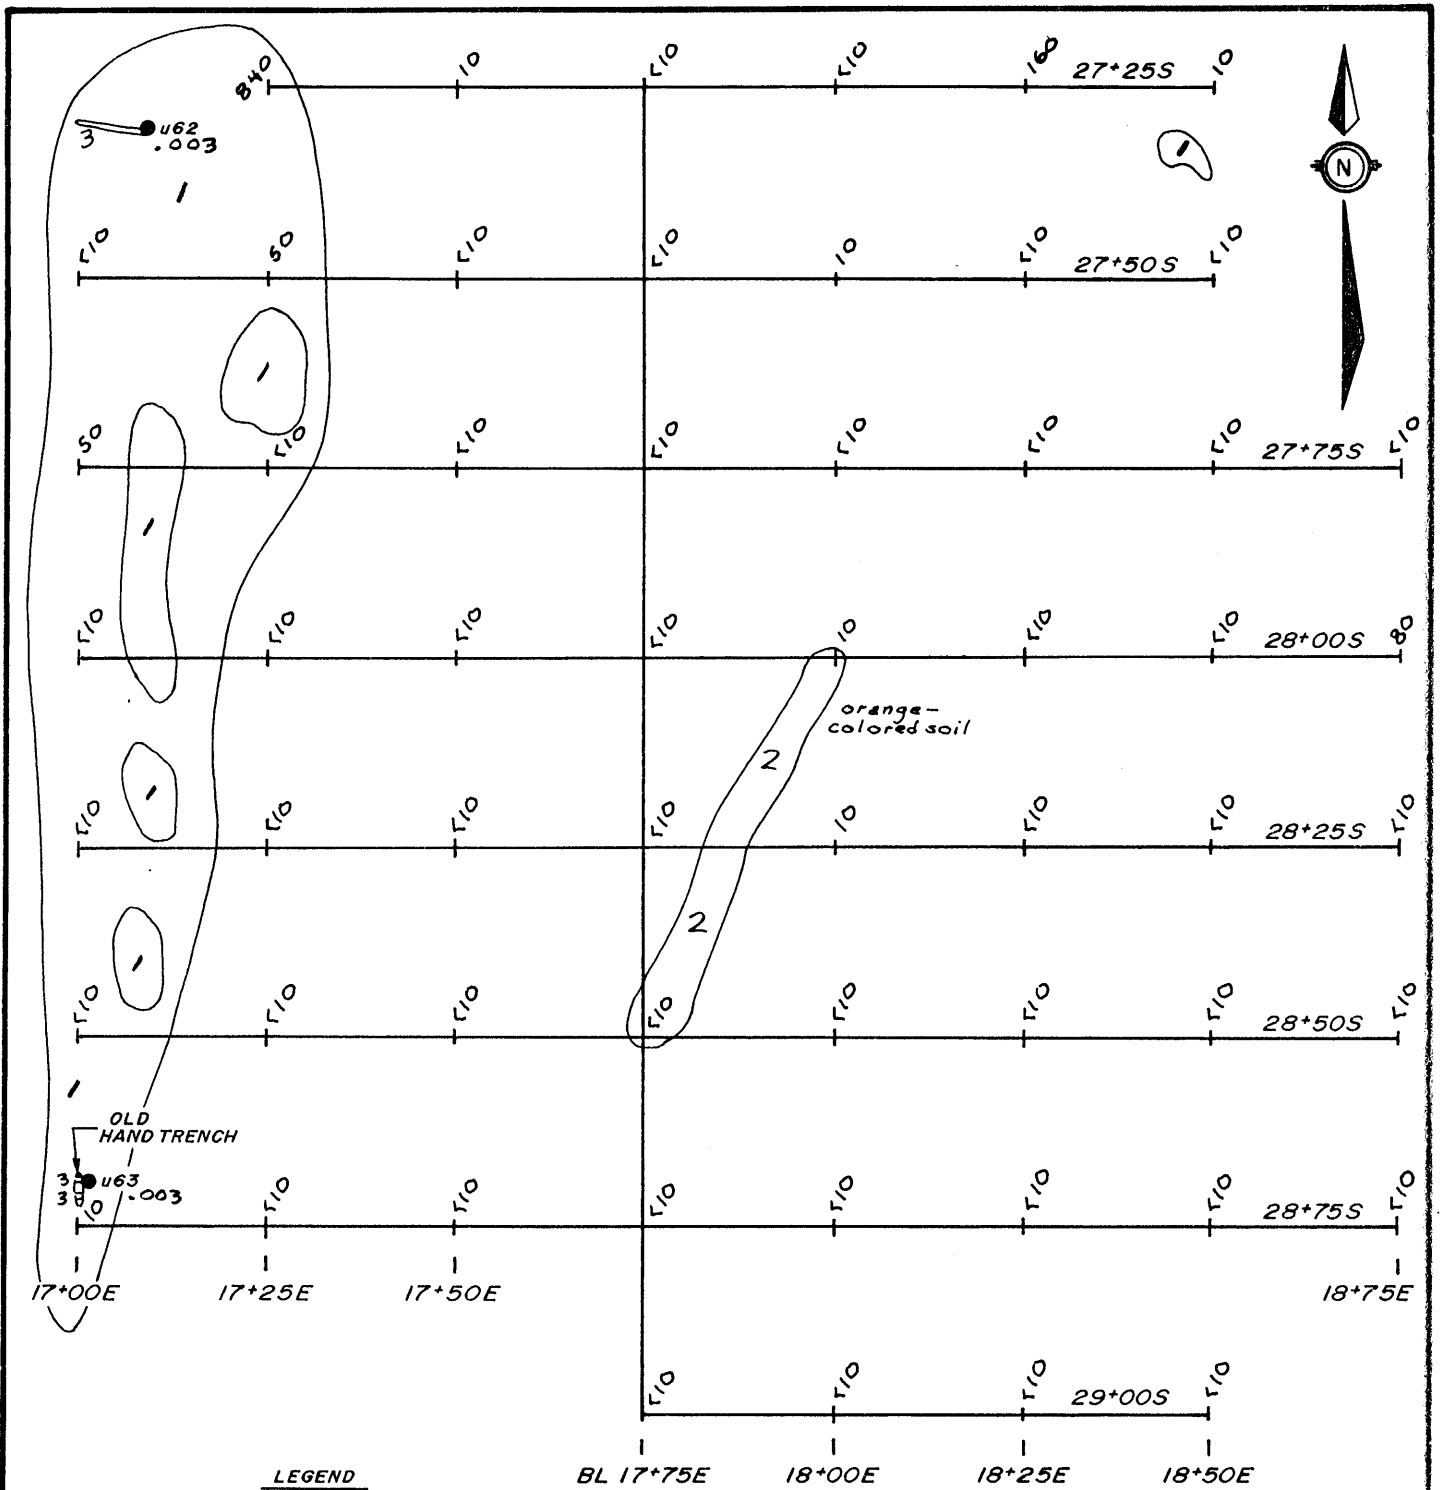 840 10 <10 <10 160 27+25S 10
3 u62
.003
1
1
N
<10 50 <10 <10 10 <10 27+50S <10
1
50 <10 <10 <10 <10 <10 <10 27+75S <10
1
<10 <10 <10 <10 10 <10 <10 28+00S 80
orange-
colored soil
2
1
<10 <10 <10 <10 10 <10 <10 28+25S <10
2
1
<10 <10 <10 <10 <10 <10 <10 28+50S <10
1
OLD
HAND TRENCH
3 u63
3 .003
10 <10 <10 <10 <10 <10 <10 28+75S <10
17+00E 17+25E 17+50E 18+75E
<10 <10 <10 29+00S <10
LEGEND BL 17+75E 18+00E 18+25E 18+50E